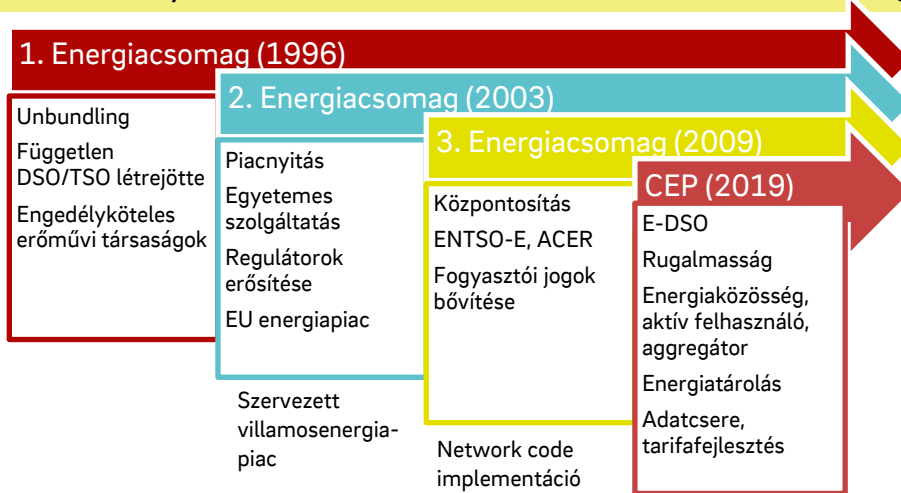 1. Energiacsomag (1996)
Unbundling
Független
DSO/TSO létrejötte
Engedélyköteles
erőművi társaságok
2. Energiacsomag (2003)
Piacnyitás
Egyetemes
szolgáltatás
Regulátorok
erősítése
EU energiapiac
Szervezett
villamosenergia-
piac
3. Energiacsomag (2009)
Központosítás
ENTSO-E, ACER
Fogyasztói jogok
bővítése
Network code
implementáció
CEP (2019)
E-DSO
Rugalmasság
Energiaközösség,
aktív felhasználó,
aggregátor
Energiatárolás
Adatcsere,
tarifafejlesztés